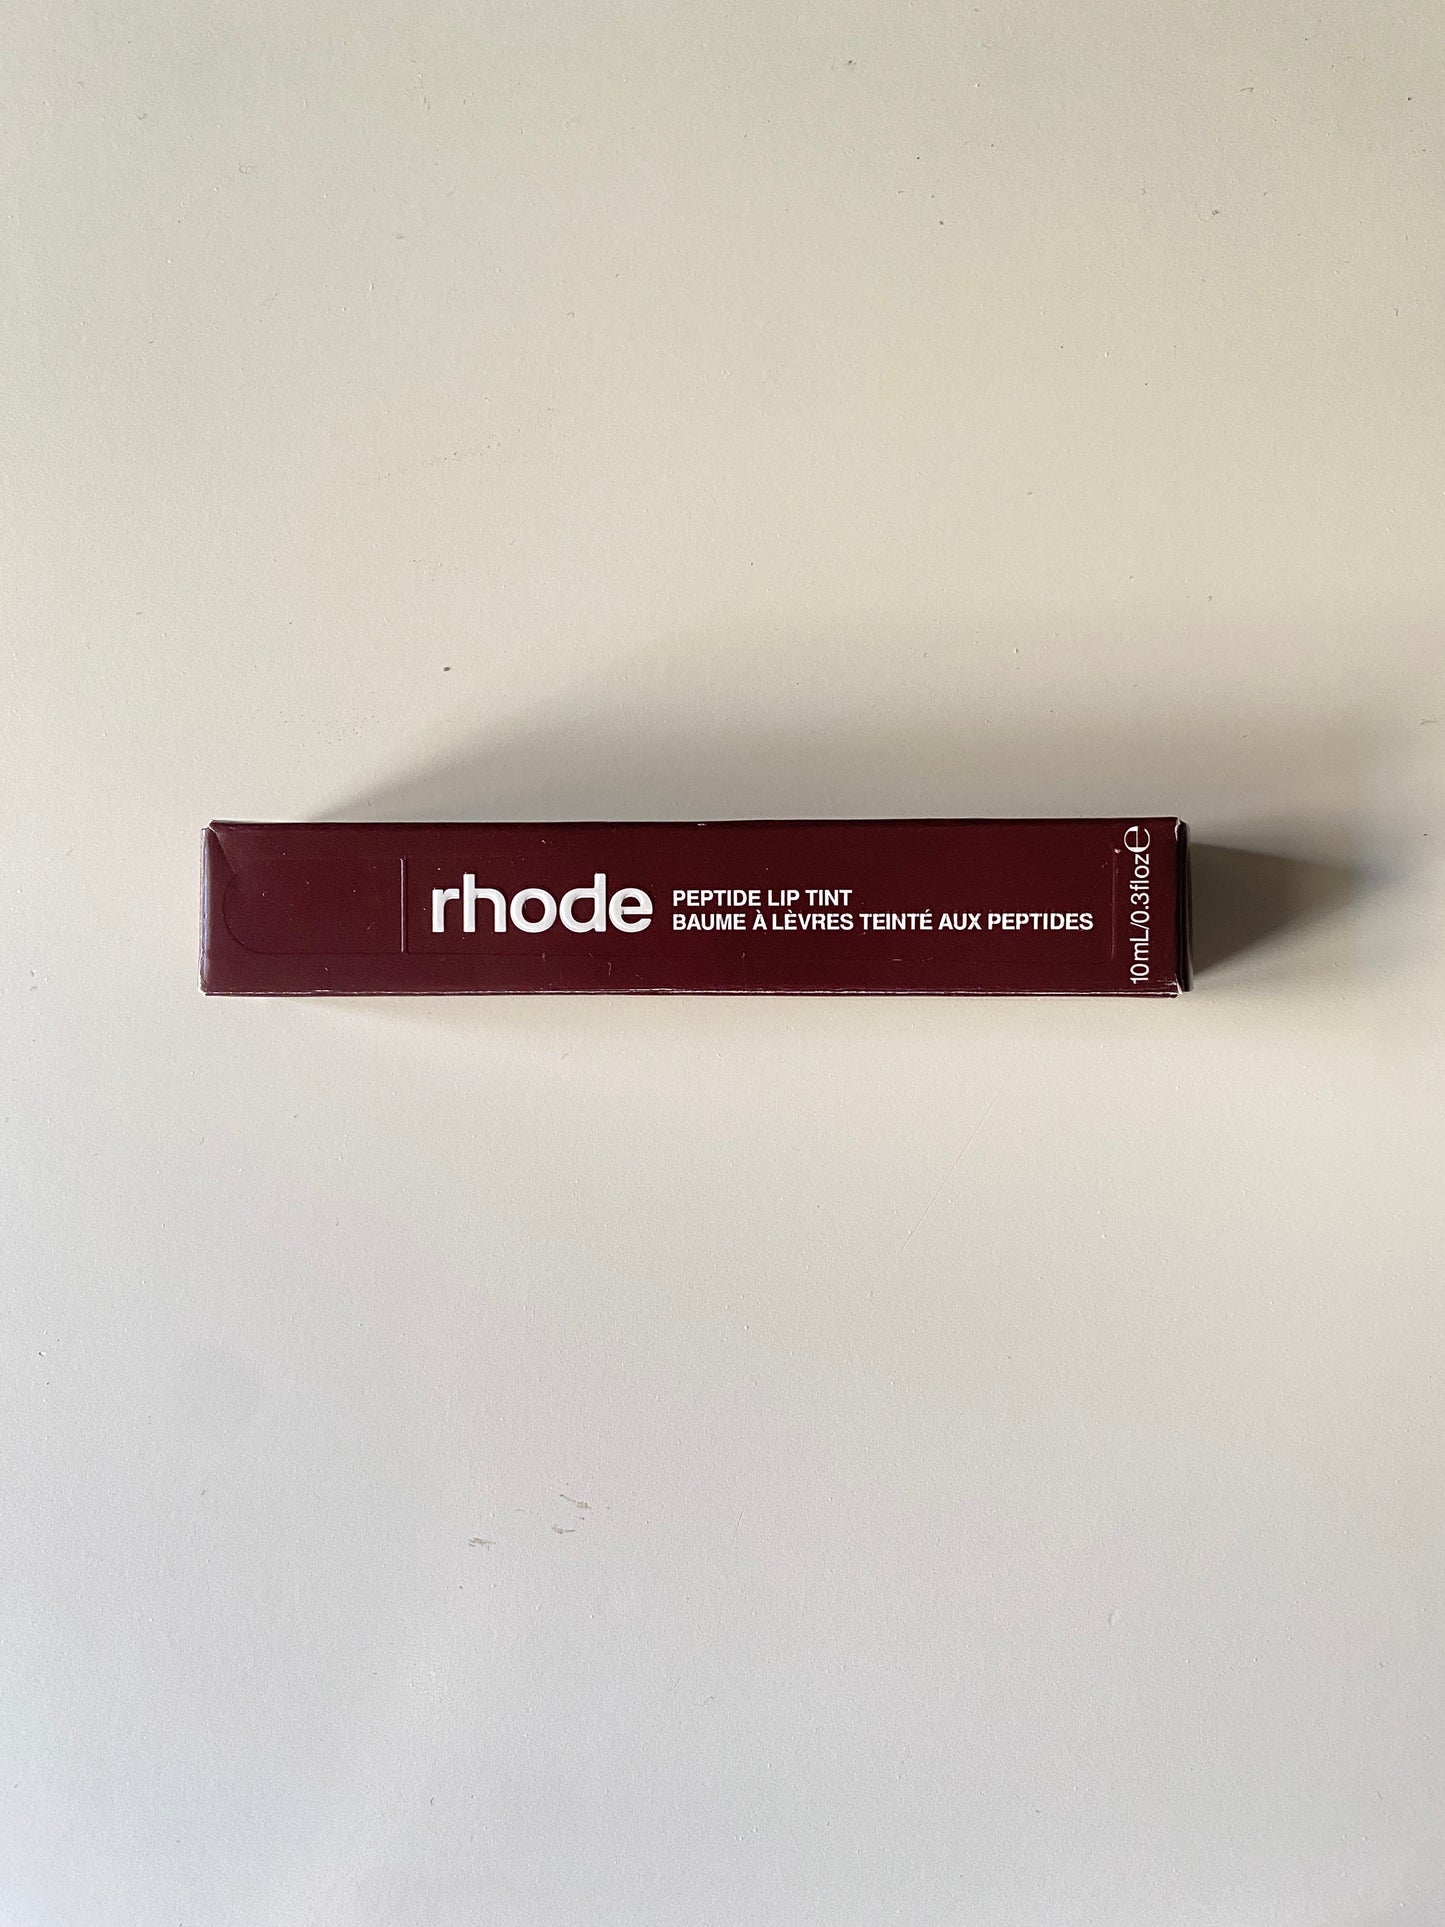 rhode
PEPTIDE LIP TINT
BAUME À LÈVRES TEINTÉ AUX PEPTIDES
10mL/0.3floz℮